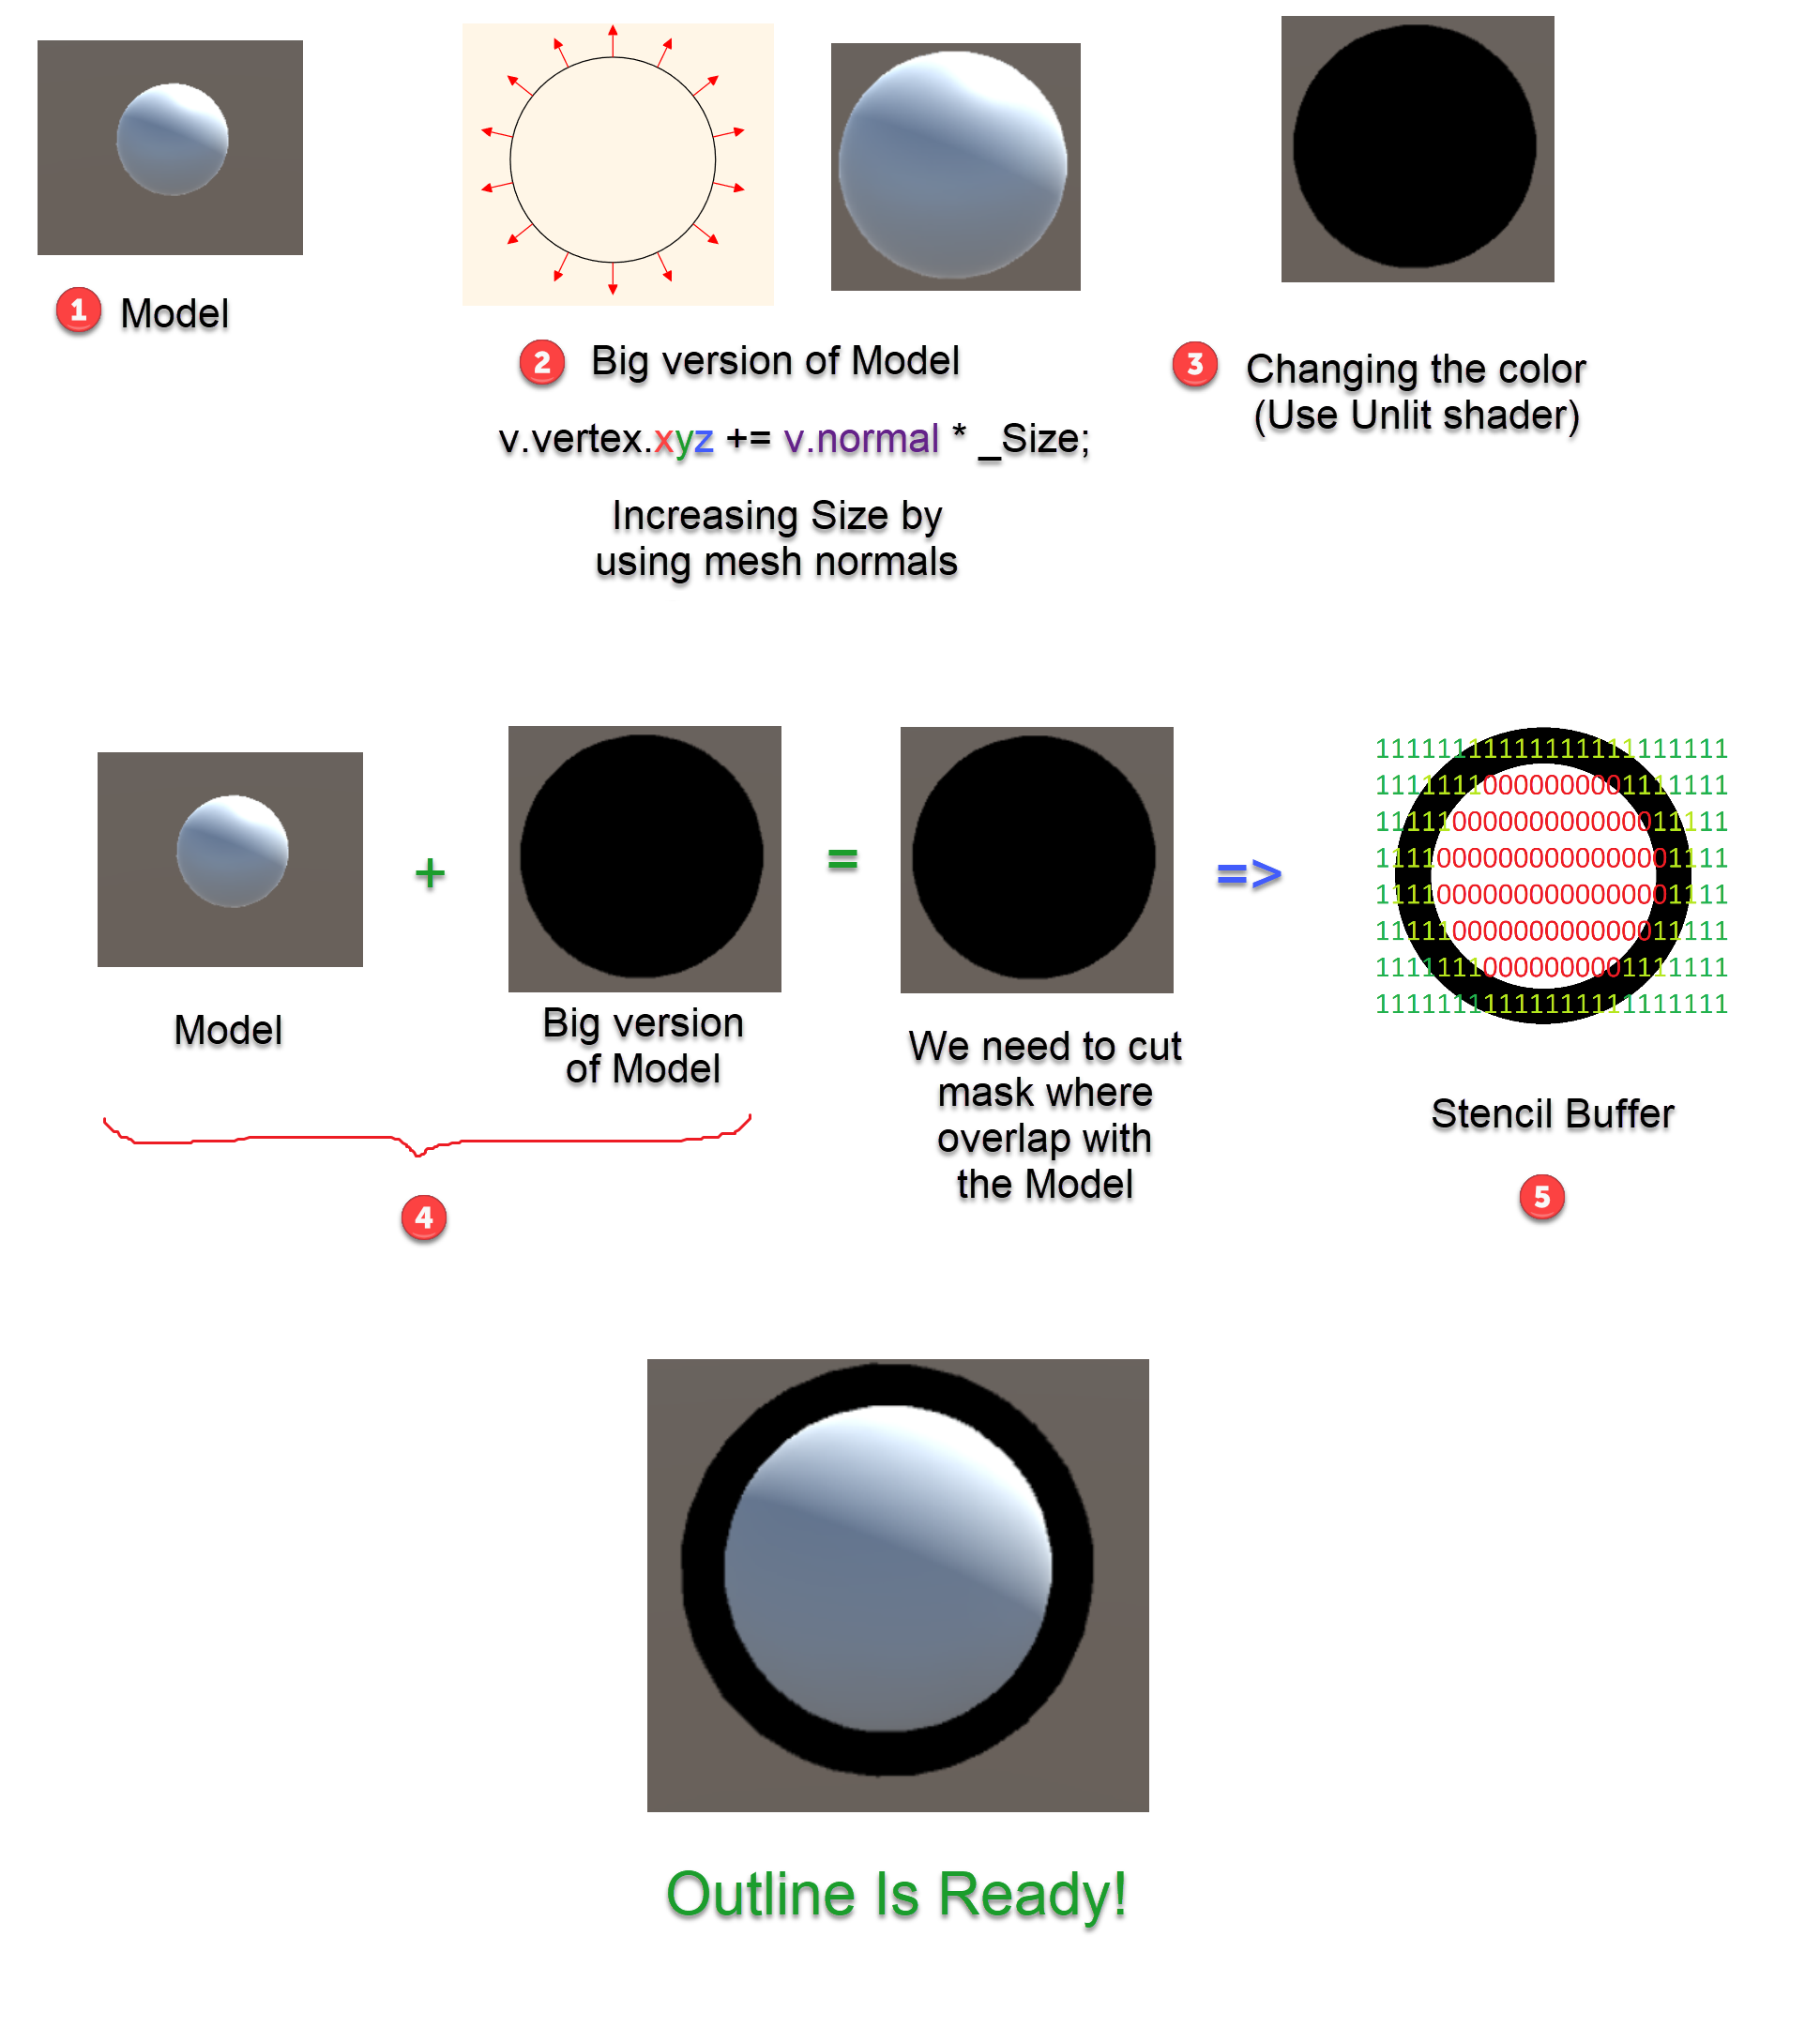 1 Model
2 Big version of Model
v.vertex.xyz += v.normal * _Size;
Increasing Size by
using mesh normals
3 Changing the color
(Use Unlit shader)
+
=
=>
11111111111111111111111
11111110000000001111111
11111000000000000011111
11110000000000000001111
11110000000000000001111
11111000000000000011111
11111110000000001111111
11111111111111111111111
Model
Big version
of Model
We need to cut
mask where
overlap with
the Model
Stencil Buffer
4
5
Outline Is Ready!